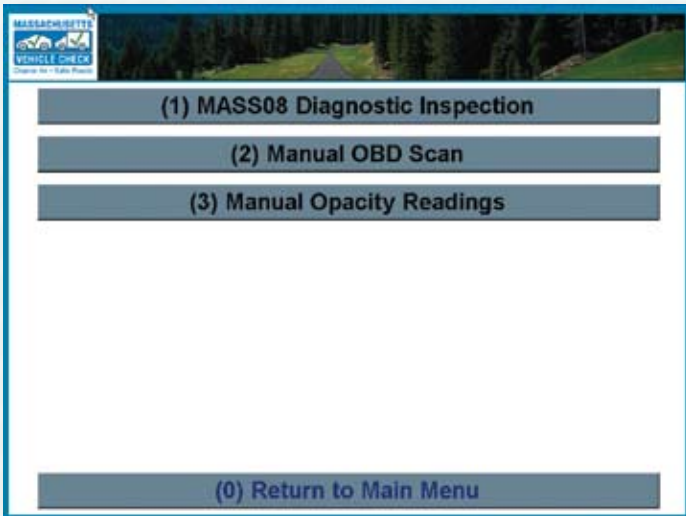 MASSACHUSETTS
VEHICLE CHECK
(1) MASS08 Diagnostic Inspection
(2) Manual OBD Scan
(3) Manual Opacity Readings
(0) Return to Main Menu